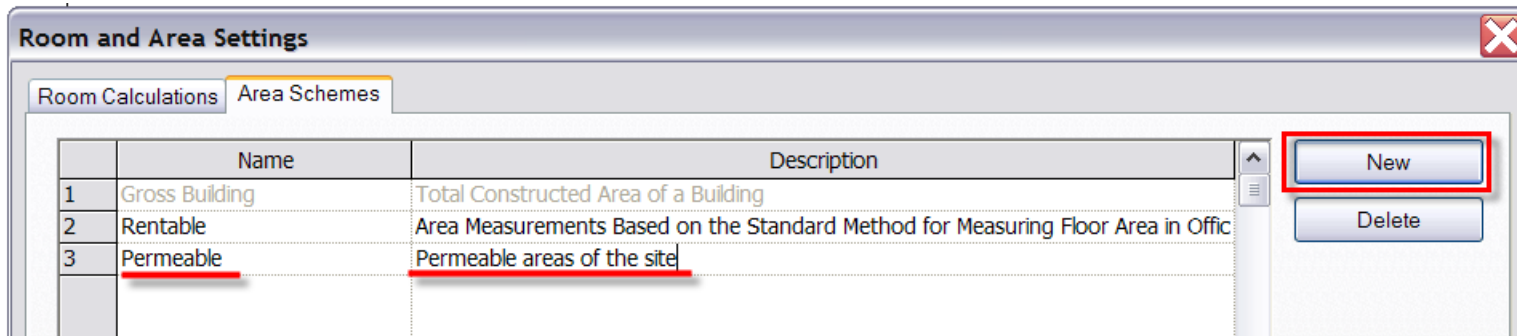 Room and Area Settings
Room Calculations Area Schemes
Name Description New
1 Gross Building Total Constructed Area of a Building
2 Rentable Area Measurements Based on the Standard Method for Measuring Floor Area in Offic Delete
3 Permeable Permeable areas of the site